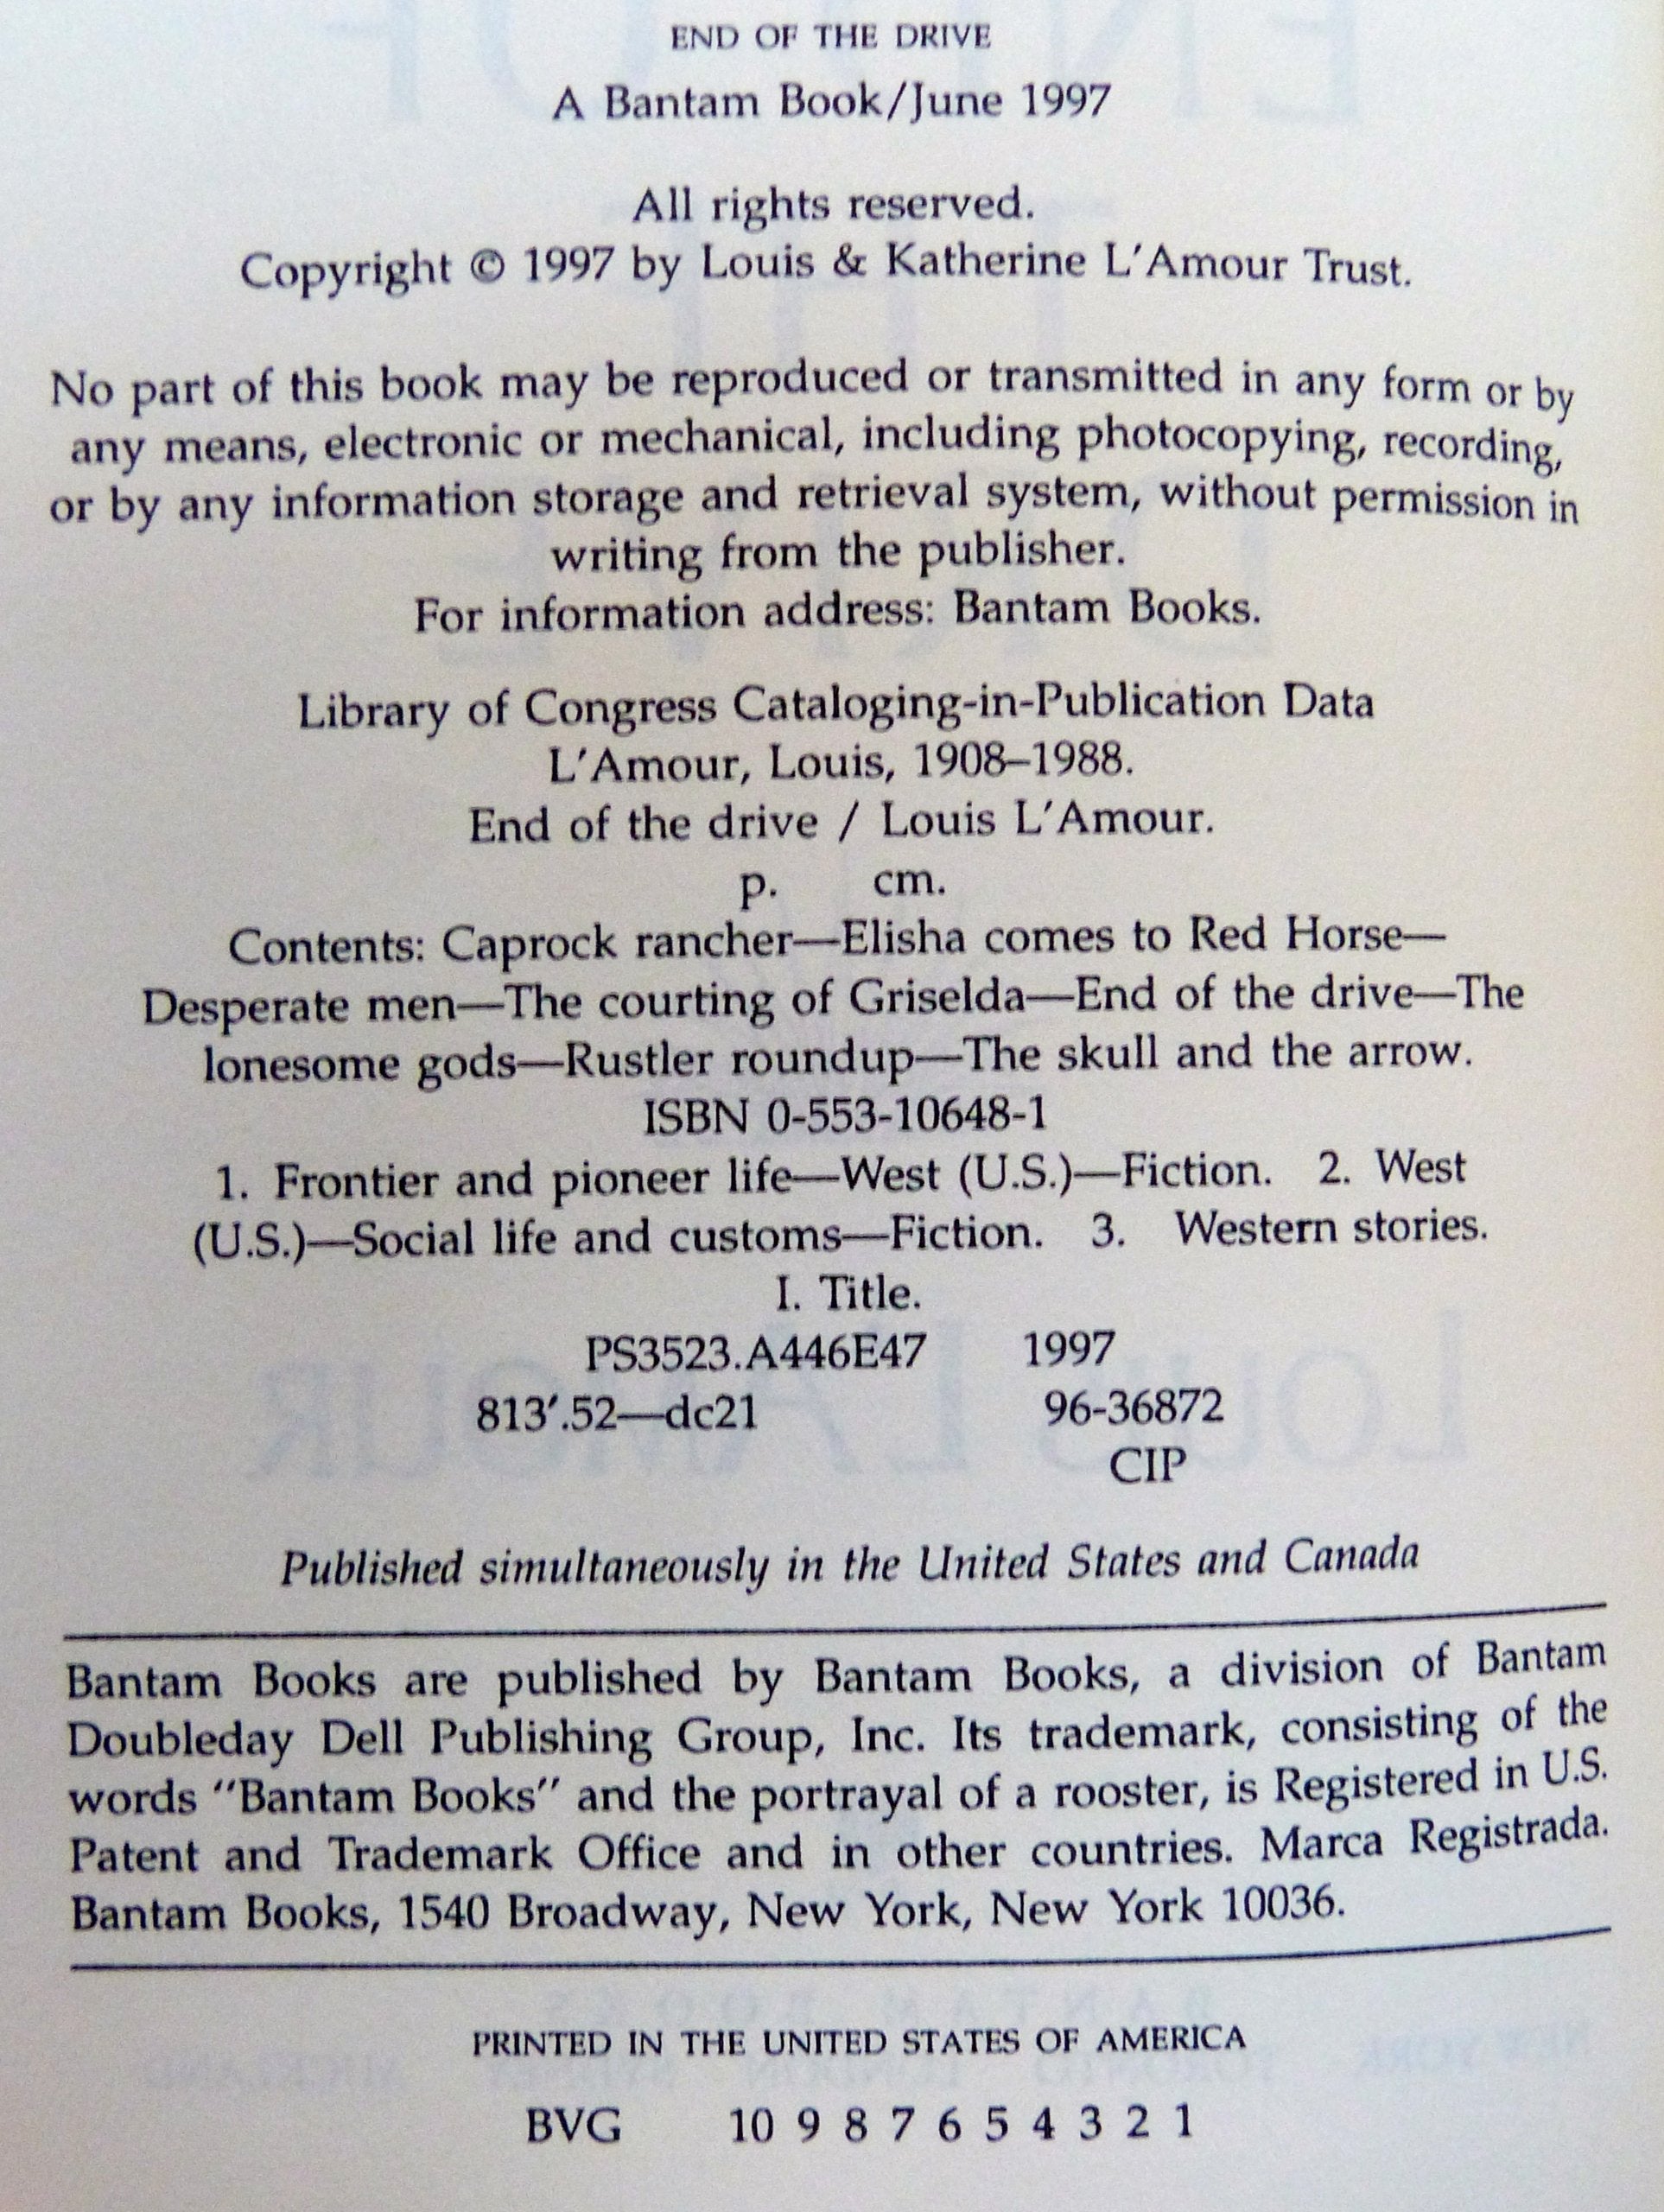 END OF THE DRIVE
A Bantam Book/June 1997
All rights reserved.
Copyright © 1997 by Louis & Katherine L'Amour Trust.
No part of this book may be reproduced or transmitted in any form or by
any means, electronic or mechanical, including photocopying, recording,
or by any information storage and retrieval system, without permission in
writing from the publisher.
For information address: Bantam Books.
Library of Congress Cataloging-in-Publication Data
L'Amour, Louis, 1908–1988.
End of the drive / Louis L'Amour.
p. cm.
Contents: Caprock rancher—Elisha comes to Red Horse—
Desperate men—The courting of Griselda—End of the drive—The
lonesome gods—Rustler roundup—The skull and the arrow.
ISBN 0-553-10648-1
1. Frontier and pioneer life—West (U.S.)—Fiction. 2. West
(U.S.)—Social life and customs—Fiction. 3. Western stories.
I. Title.
PS3523.A446E47 1997
813'.52—dc21 96-36872
CIP
Published simultaneously in the United States and Canada
Bantam Books are published by Bantam Books, a division of Bantam
Doubleday Dell Publishing Group, Inc. Its trademark, consisting of the
words "Bantam Books" and the portrayal of a rooster, is Registered in U.S.
Patent and Trademark Office and in other countries. Marca Registrada.
Bantam Books, 1540 Broadway, New York, New York 10036.
PRINTED IN THE UNITED STATES OF AMERICA
BVG 10 9 8 7 6 5 4 3 2 1